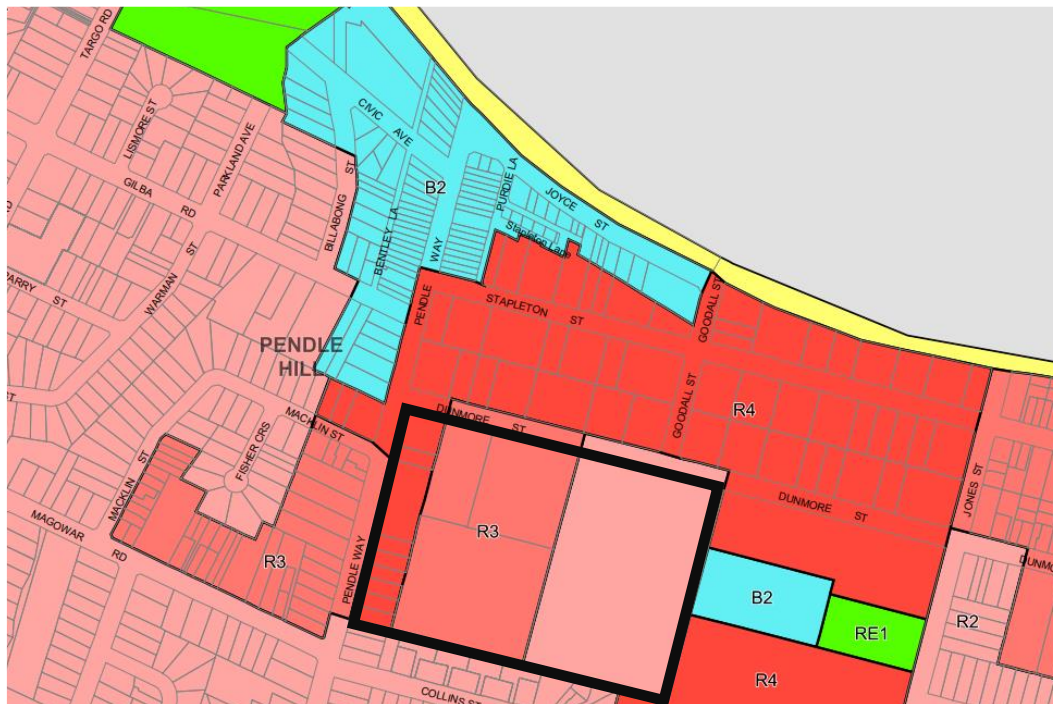 TARGO RD
LISMORE ST
CIVIC AVE
PARKLAND AVE
GILBA RD
BILLABONG ST
B2
PURDIE LA
JOYCE ST
BENTLEY LA
Stapleton Lane
WARMAN ST
PARRY ST
PENDLE WAY
STAPLETON ST
GOODALL ST
PENDLE
HILL
R4
MACKLIN ST
DUNMORE ST
GOODALL ST
FISHER CRS
MACKLIN ST
JONES ST
DUNMORE ST
MAGOWAR RD
R3
R3
PENDLE WAY
B2
RE1
R2
R4
COLLINS ST